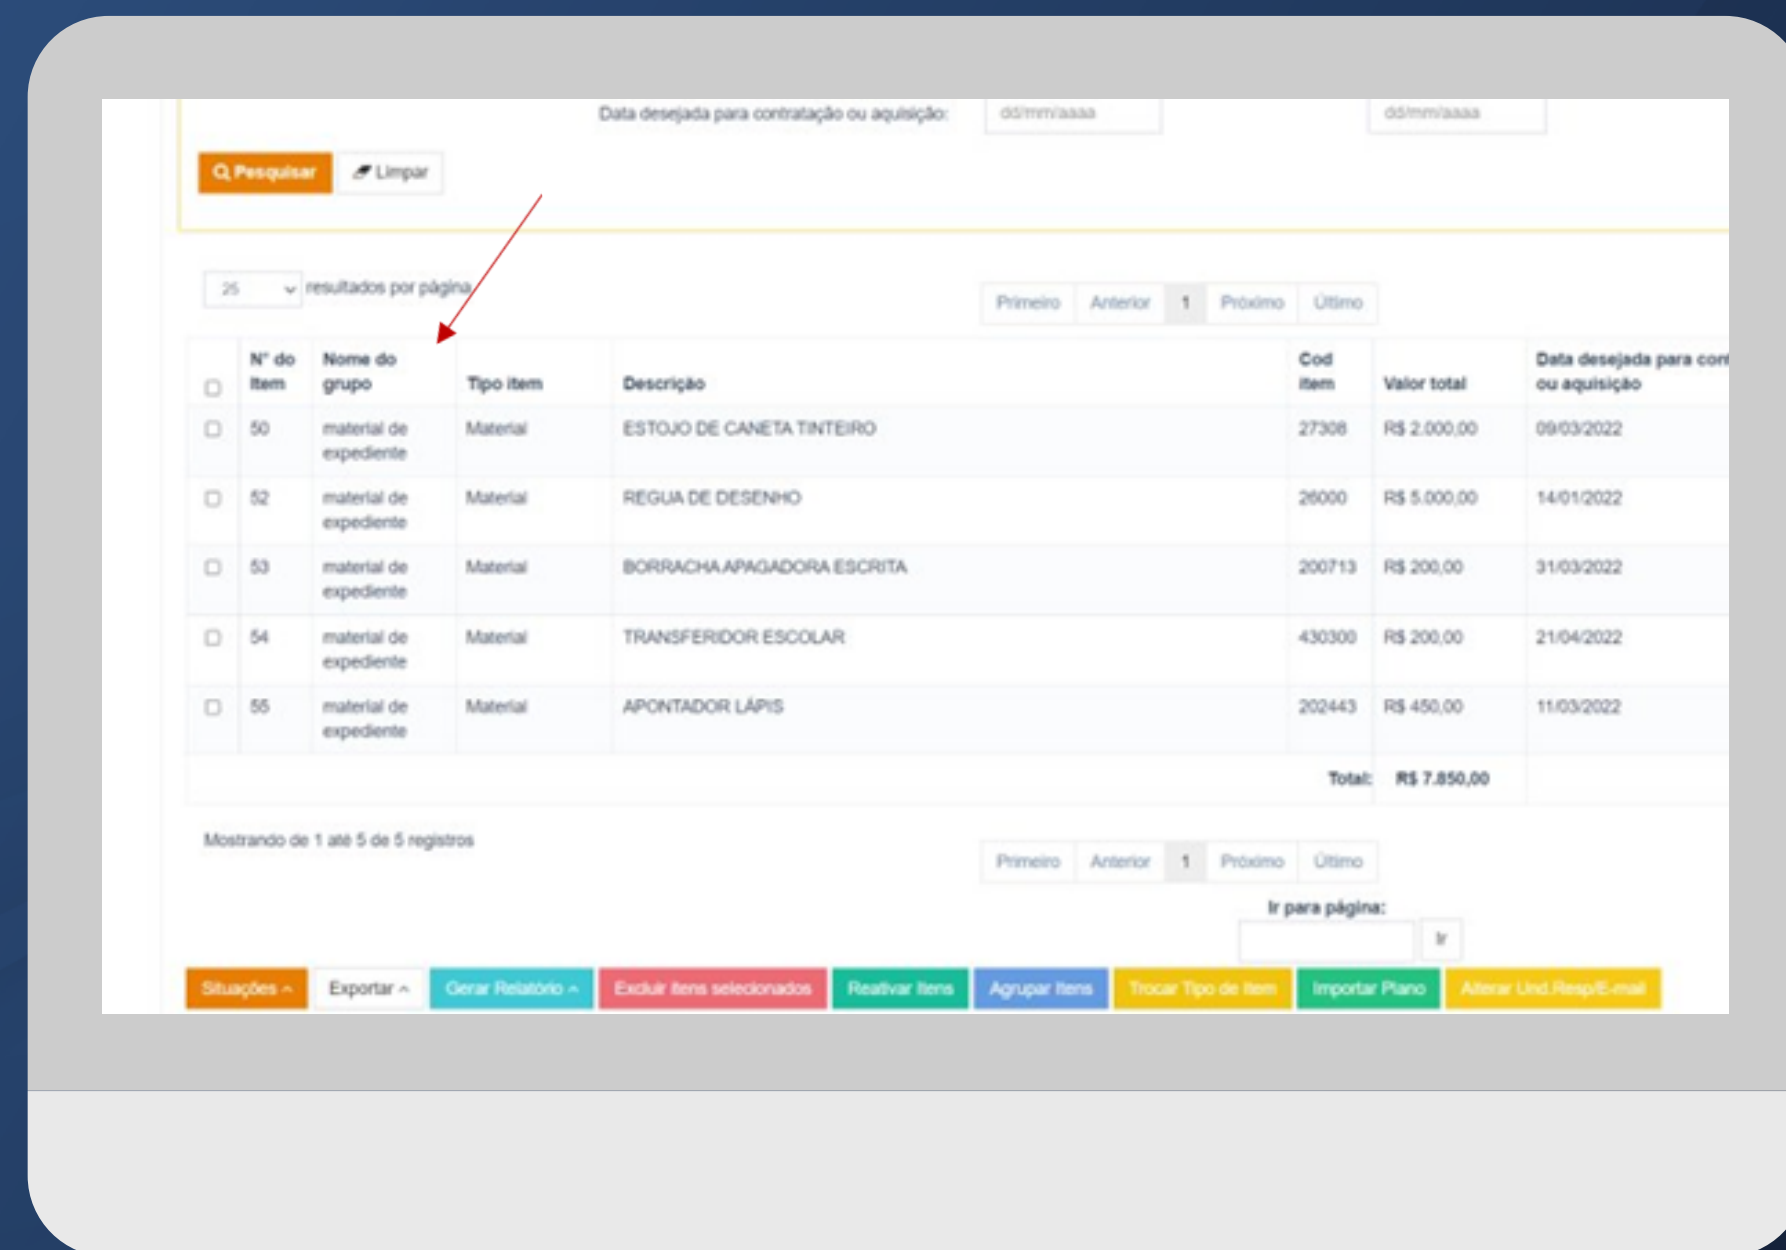 Data desejada para contratação ou aquisição: dd/mm/aaaa dd/mm/aaaa
Pesquisar Limpar
25 resultados por página
Primeiro Anterior 1 Próximo Último
N° do Item Nome do grupo Tipo item Descrição Cod item Valor total Data desejada para con ou aquisição
50 material de expediente Material ESTOJO DE CANETA TINTEIRO 27308 R$ 2.000,00 09/03/2022
52 material de expediente Material REGUA DE DESENHO 26000 R$ 5.000,00 14/01/2022
53 material de expediente Material BORRACHA APAGADORA ESCRITA 200713 R$ 200,00 31/03/2022
54 material de expediente Material TRANSFERIDOR ESCOLAR 430300 R$ 200,00 21/04/2022
55 material de expediente Material APONTADOR LÁPIS 202443 R$ 450,00 11/03/2022
Total: R$ 7.850,00
Mostrando de 1 até 5 de 5 registros
Primeiro Anterior 1 Próximo Último
Ir para página:
Ir
Situações Exportar Gerar Relatório Excluir itens selecionados Reativar Itens Agrupar Itens Trocar Tipo de Item Importar Plano Alterar Und.Resp/E-mail